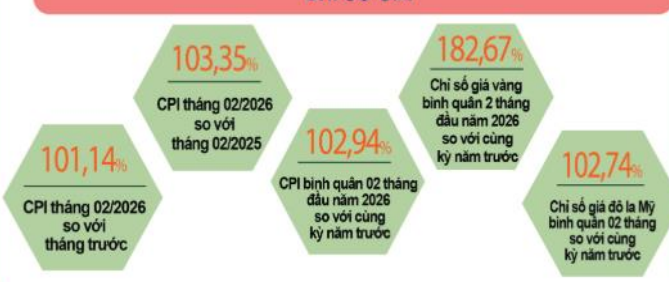 101,14%
CPI tháng 02/2026
so với
tháng trước
103,35%
CPI tháng 02/2026
so với
tháng 02/2025
102,94%
CPI bình quân 02 tháng
đầu năm 2026
so với cùng
kỳ năm trước
182,67%
Chỉ số giá vàng
bình quân 2 tháng
đầu năm 2026
so với cùng
kỳ năm trước
102,74%
Chỉ số giá đô la Mỹ
bình quân 02 tháng
so với cùng
kỳ năm trước